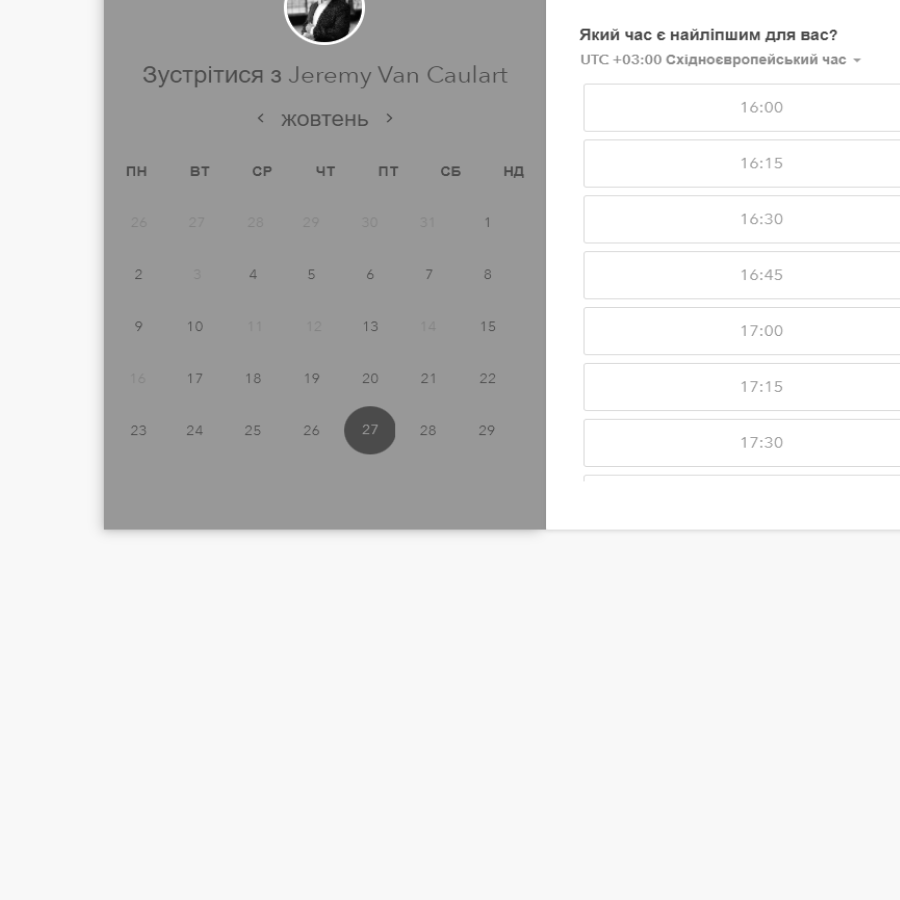 Зустрітися з Jeremy Van Caulart
жовтень
ПН ВТ СР ЧТ ПТ СБ НД
26 27 28 29 30 31 1
2 3 4 5 6 7 8
9 10 11 12 13 14 15
16 17 18 19 20 21 22
23 24 25 26 27 28 29
Який час є найліпшим для вас?
UTC +03:00 Східноєвропейський час
16:00
16:15
16:30
16:45
17:00
17:15
17:30